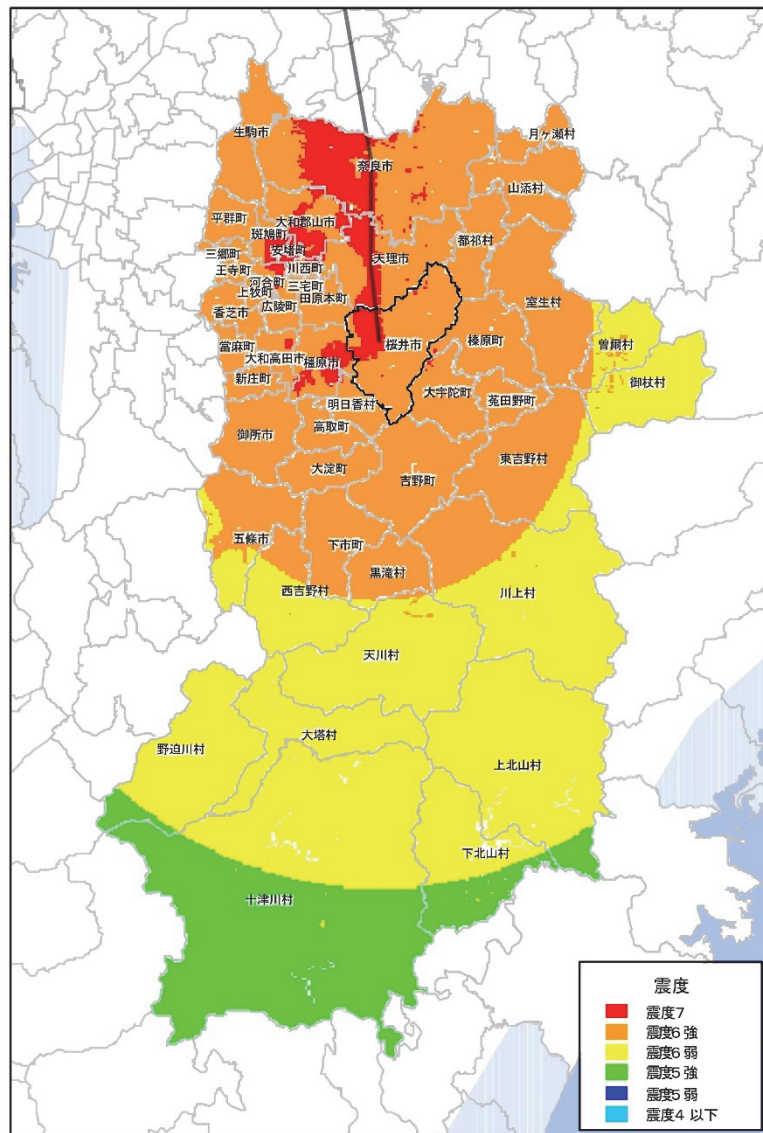 生駒市
月ヶ瀬村
奈良市
山添村
平群町
大和郡山市
斑鳩町
都祁村
安堵町
三郷町
天理市
川西町
王寺町
河合町
三宅町
室生村
上牧町
田原本町
広陵町
香芝市
桜井市
榛原町
曽爾村
當麻町
大和高田市
橿原市
新庄町
御杖村
大宇陀町
菟田野町
明日香村
高取町
御所市
東吉野村
大淀町
吉野町
五條市
下市町
黒滝村
西吉野村
川上村
天川村
大塔村
野迫川村
上北山村
下北山村
十津川村
震度
震度7
震度6強
震度6弱
震度5強
震度5弱
震度4以下